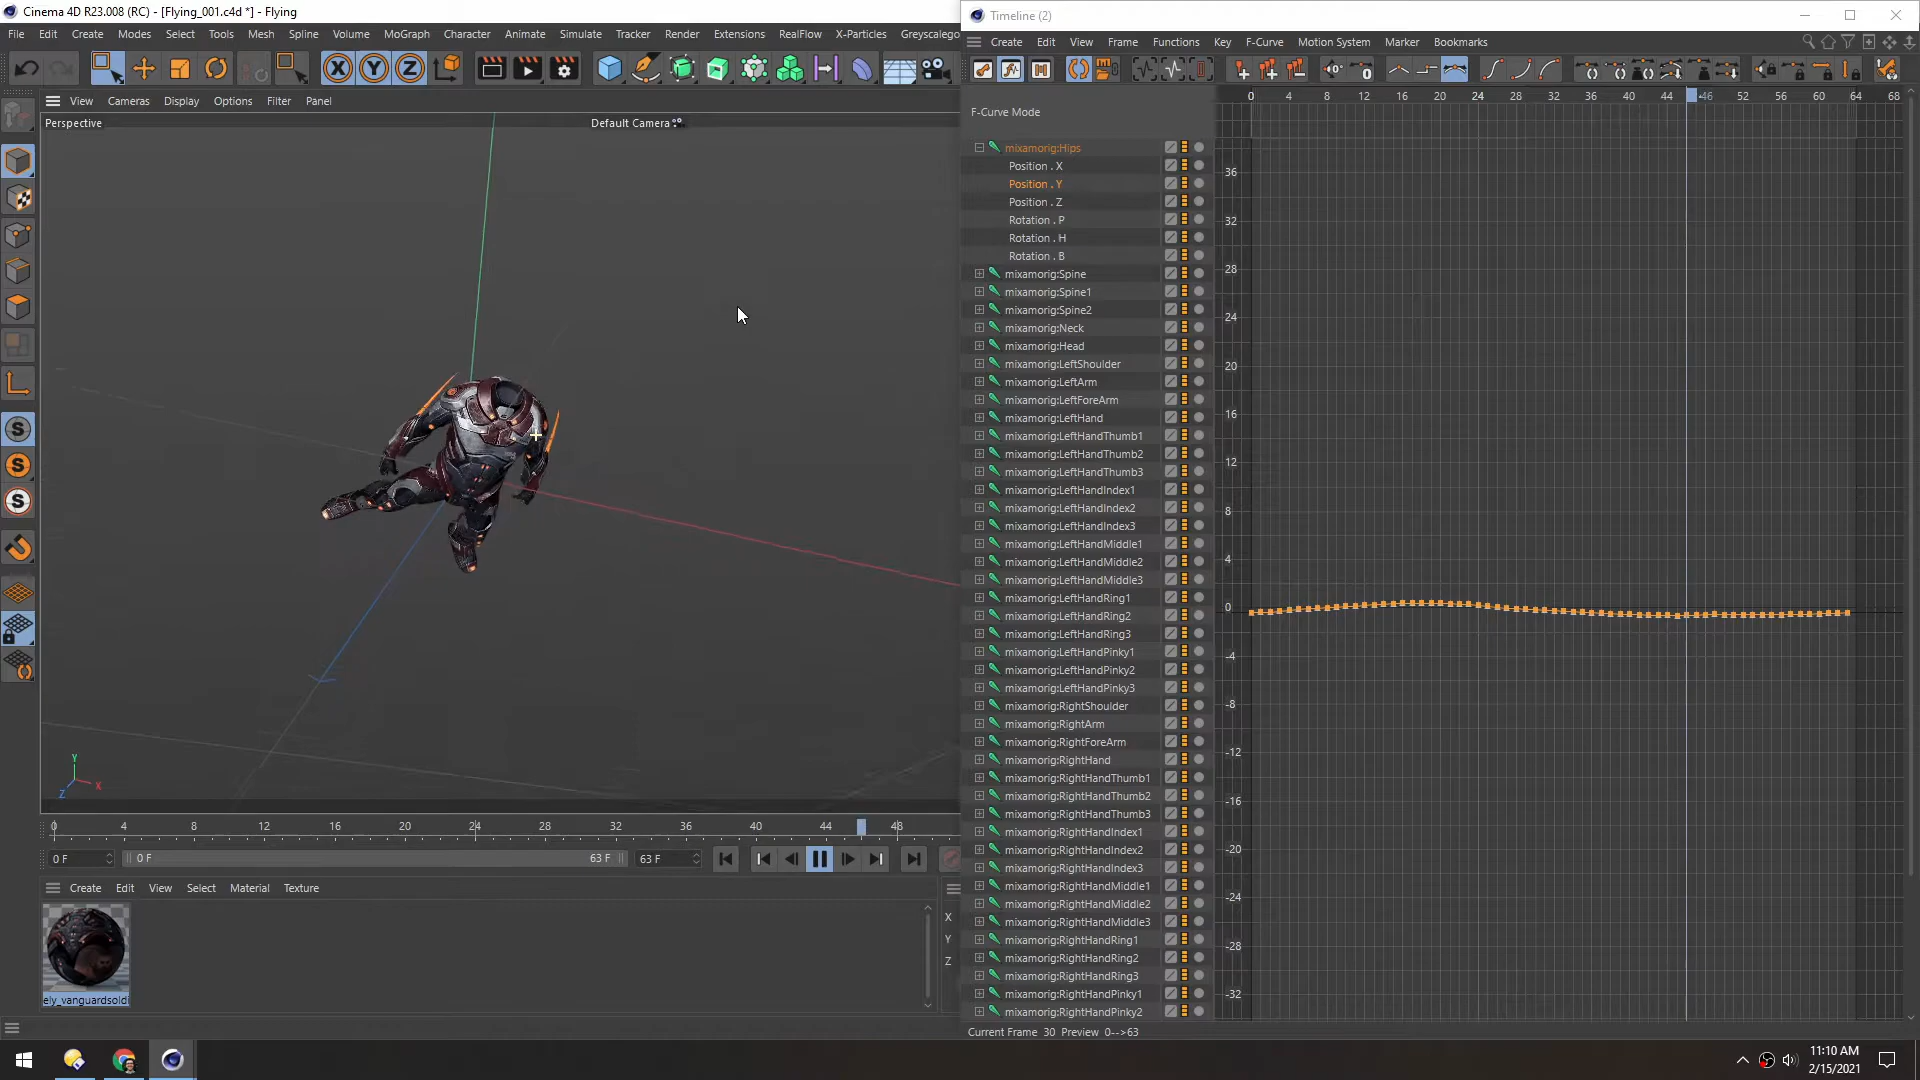 Cinema 4D R23.008 (RC) - [Flying_001.c4d *] - Flying
File Edit Create Modes Select Tools Mesh Spline Volume MoGraph Character Animate Simulate Tracker Render Extensions RealFlow X-Particles Greyscalego
X Y Z
View Cameras Display Options Filter Panel
Perspective
Default Camera
S
S
S
Y
X
Z
0 4 8 12 16 20 24 28 32 36 40 44 48
0 F
0 F
63 F
63 F
Create Edit View Select Material Texture
ely_vanguardsoldi
X
Y
Z
Timeline (2)
Create Edit View Frame Functions Key F-Curve Motion System Marker Bookmarks
0 4 8 12 16 20 24 28 32 36 40 44 46 52 56 60 64 68
F-Curve Mode
mixamorig:Hips
Position . X
Position . Y
Position . Z
Rotation . P
Rotation . H
Rotation . B
mixamorig:Spine
mixamorig:Spine1
mixamorig:Spine2
mixamorig:Neck
mixamorig:Head
mixamorig:LeftShoulder
mixamorig:LeftArm
mixamorig:LeftForeArm
mixamorig:LeftHand
mixamorig:LeftHandThumb1
mixamorig:LeftHandThumb2
mixamorig:LeftHandThumb3
mixamorig:LeftHandIndex1
mixamorig:LeftHandIndex2
mixamorig:LeftHandIndex3
mixamorig:LeftHandMiddle1
mixamorig:LeftHandMiddle2
mixamorig:LeftHandMiddle3
mixamorig:LeftHandRing1
mixamorig:LeftHandRing2
mixamorig:LeftHandRing3
mixamorig:LeftHandPinky1
mixamorig:LeftHandPinky2
mixamorig:LeftHandPinky3
mixamorig:RightShoulder
mixamorig:RightArm
mixamorig:RightForeArm
mixamorig:RightHand
mixamorig:RightHandThumb1
mixamorig:RightHandThumb2
mixamorig:RightHandThumb3
mixamorig:RightHandIndex1
mixamorig:RightHandIndex2
mixamorig:RightHandIndex3
mixamorig:RightHandMiddle1
mixamorig:RightHandMiddle2
mixamorig:RightHandMiddle3
mixamorig:RightHandRing1
mixamorig:RightHandRing2
mixamorig:RightHandRing3
mixamorig:RightHandPinky1
mixamorig:RightHandPinky2
36
32
28
24
20
16
12
8
4
0
-4
-8
-12
-16
-20
-24
-28
-32
Current Frame 30 Preview 0-->63
11:10 AM
2/15/2021